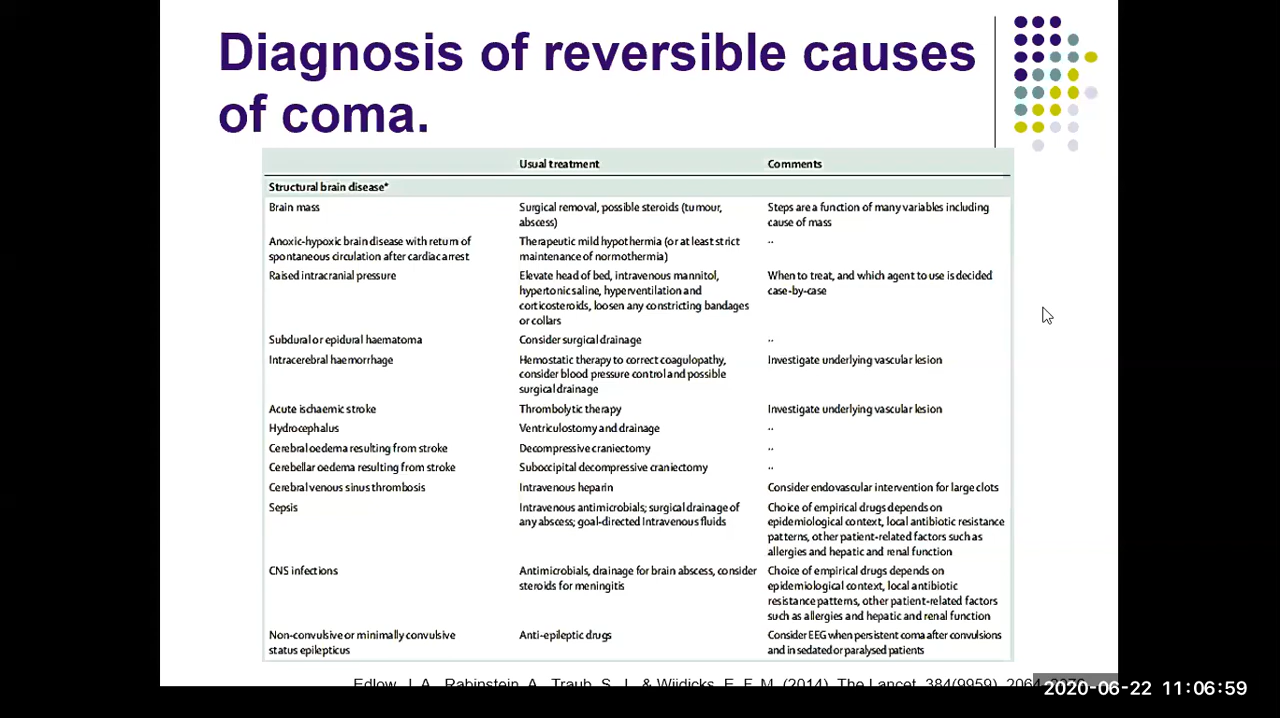 Diagnosis of reversible causes
of coma.
Usual treatment Comments
Structural brain disease*
Brain mass Surgical removal, possible steroids (tumour, Steps are a function of many variables including
abscess) cause of mass
Anoxic-hypoxic brain disease with return of Therapeutic mild hypothermia (or at least strict ..
spontaneous circulation after cardiac arrest maintenance of normothermia)
Raised intracranial pressure Elevate head of bed, intravenous mannitol, When to treat, and which agent to use is decided
hypertonic saline, hyperventilation and case-by-case
corticosteroids, loosen any constricting bandages
or collars
Subdural or epidural haematoma Consider surgical drainage ..
Intracerebral haemorrhage Hemostatic therapy to correct coagulopathy, Investigate underlying vascular lesion
consider blood pressure control and possible
surgical drainage
Acute ischaemic stroke Thrombolytic therapy Investigate underlying vascular lesion
Hydrocephalus Ventriculostomy and drainage ..
Cerebral oedema resulting from stroke Decompressive craniectomy ..
Cerebellar oedema resulting from stroke Suboccipital decompressive craniectomy ..
Cerebral venous sinus thrombosis Intravenous heparin Consider endovascular intervention for large clots
Sepsis Intravenous antimicrobials; surgical drainage of Choice of empirical drugs depends on
any abscess; goal-directed Intravenous fluids epidemiological context, local antibiotic resistance
patterns, other patient-related factors such as
allergies and hepatic and renal function
CNS infections Antimicrobials, drainage for brain abscess, consider Choice of empirical drugs depends on
steroids for meningitis epidemiological context, local antibiotic
resistance patterns, other patient-related factors
such as allergies and hepatic and renal function
Non-convulsive or minimally convulsive Anti-epileptic drugs Consider EEG when persistent coma after convulsions
status epilepticus and in sedated or paralysed patients
Edlow, J. A., Rabinstein, A., Traub, S. J., & Wijdicks, E. F. M. (2014). The Lancet, 384(9959),
2020-06-22 11:06:59